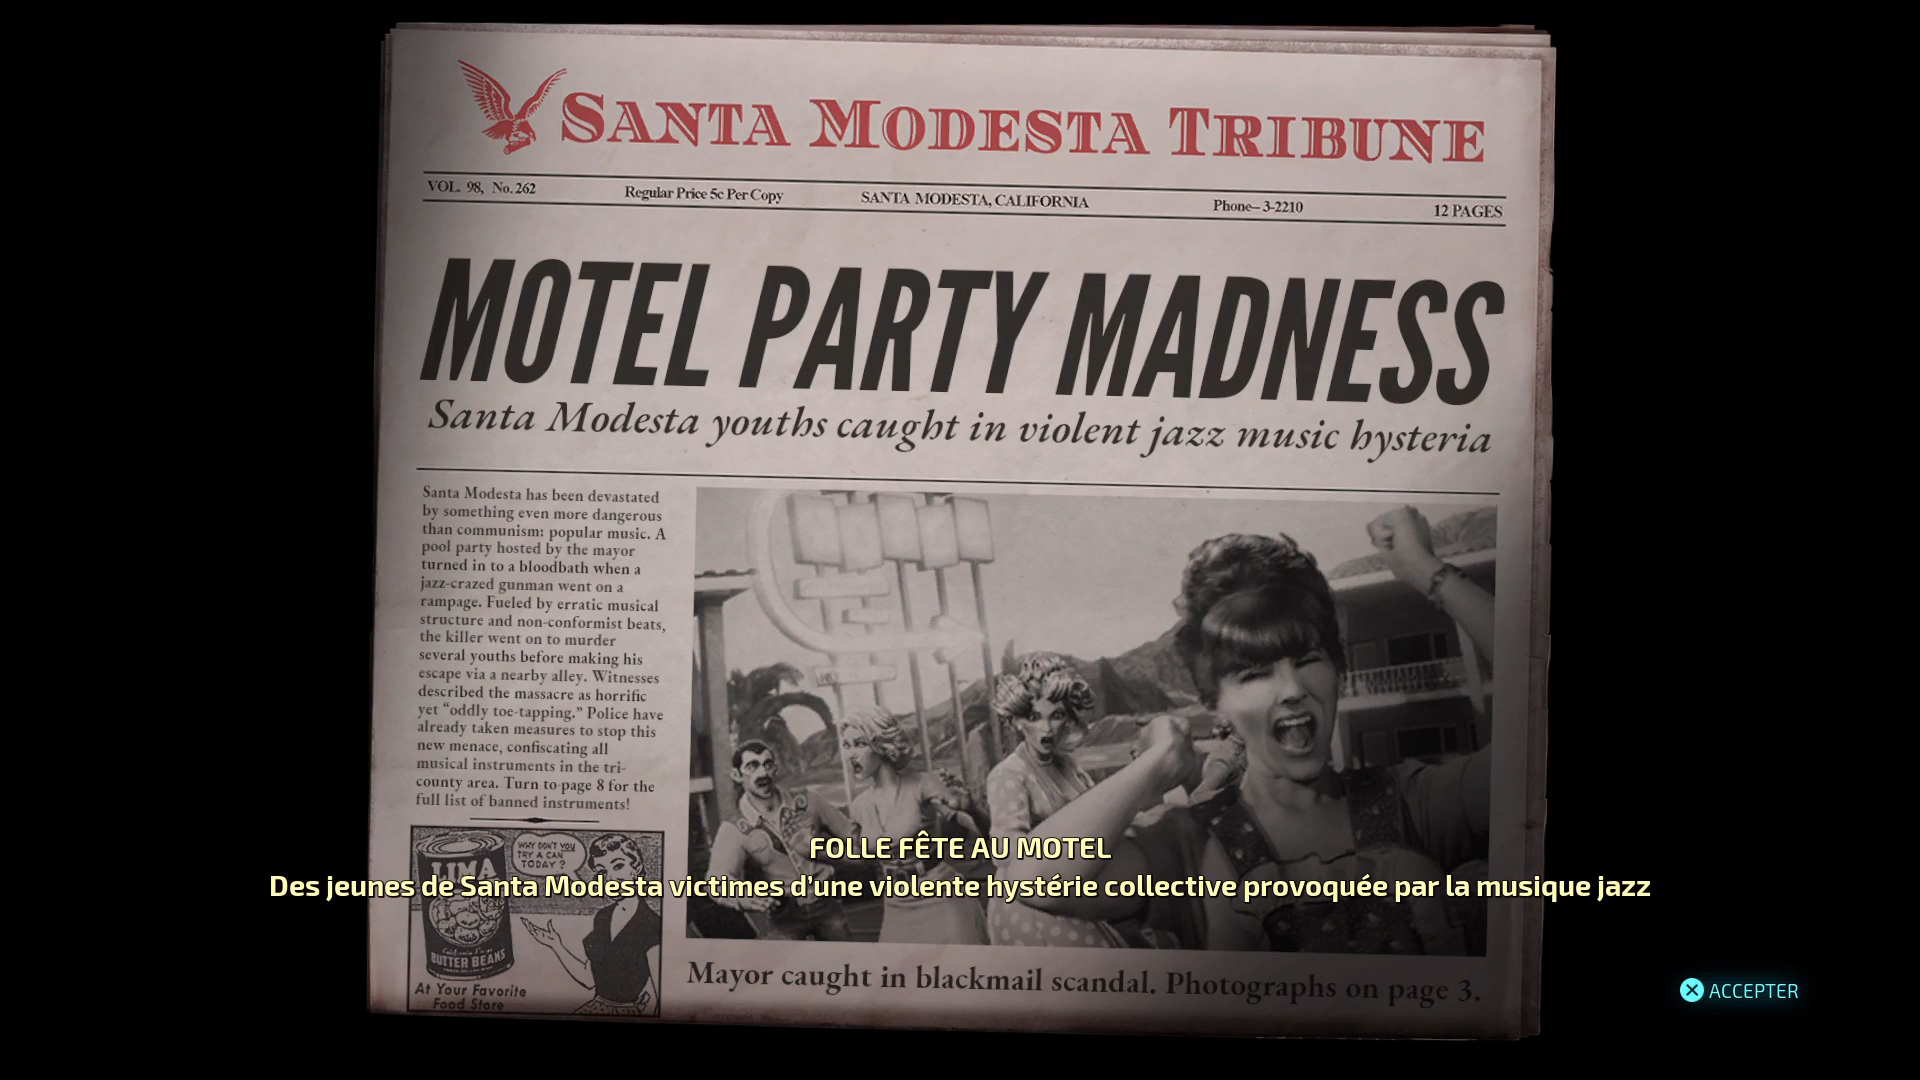 SANTA MODESTA TRIBUNE
VOL. 98, No. 262
Regular Price 5c Per Copy
SANTA MODESTA, CALIFORNIA
Phone– 3-2210
12 PAGES
MOTEL PARTY MADNESS
Santa Modesta youths caught in violent jazz music hysteria
Santa Modesta has been devastated
by something even more dangerous
than communism: popular music. A
pool party hosted by the mayor
turned in to a bloodbath when a
jazz-crazed gunman went on a
rampage. Fueled by erratic musical
structure and non-conformist beats,
the killer went on to murder
several youths before making his
escape via a nearby alley. Witnesses
described the massacre as horrific
yet “oddly toe-tapping.” Police have
already taken measures to stop this
new menace, confiscating all
musical instruments in the tri-
county area. Turn to page 8 for the
full list of banned instruments!
WHY DON'T YOU
TRY A CAN
TODAY?
LIMA
BUTTER BEANS
At Your Favorite
Food Store
FOLLE FÊTE AU MOTEL
Des jeunes de Santa Modesta victimes d’une violente hystérie collective provoquée par la musique jazz
Mayor caught in blackmail scandal. Photographs on page 3.
ACCEPTER